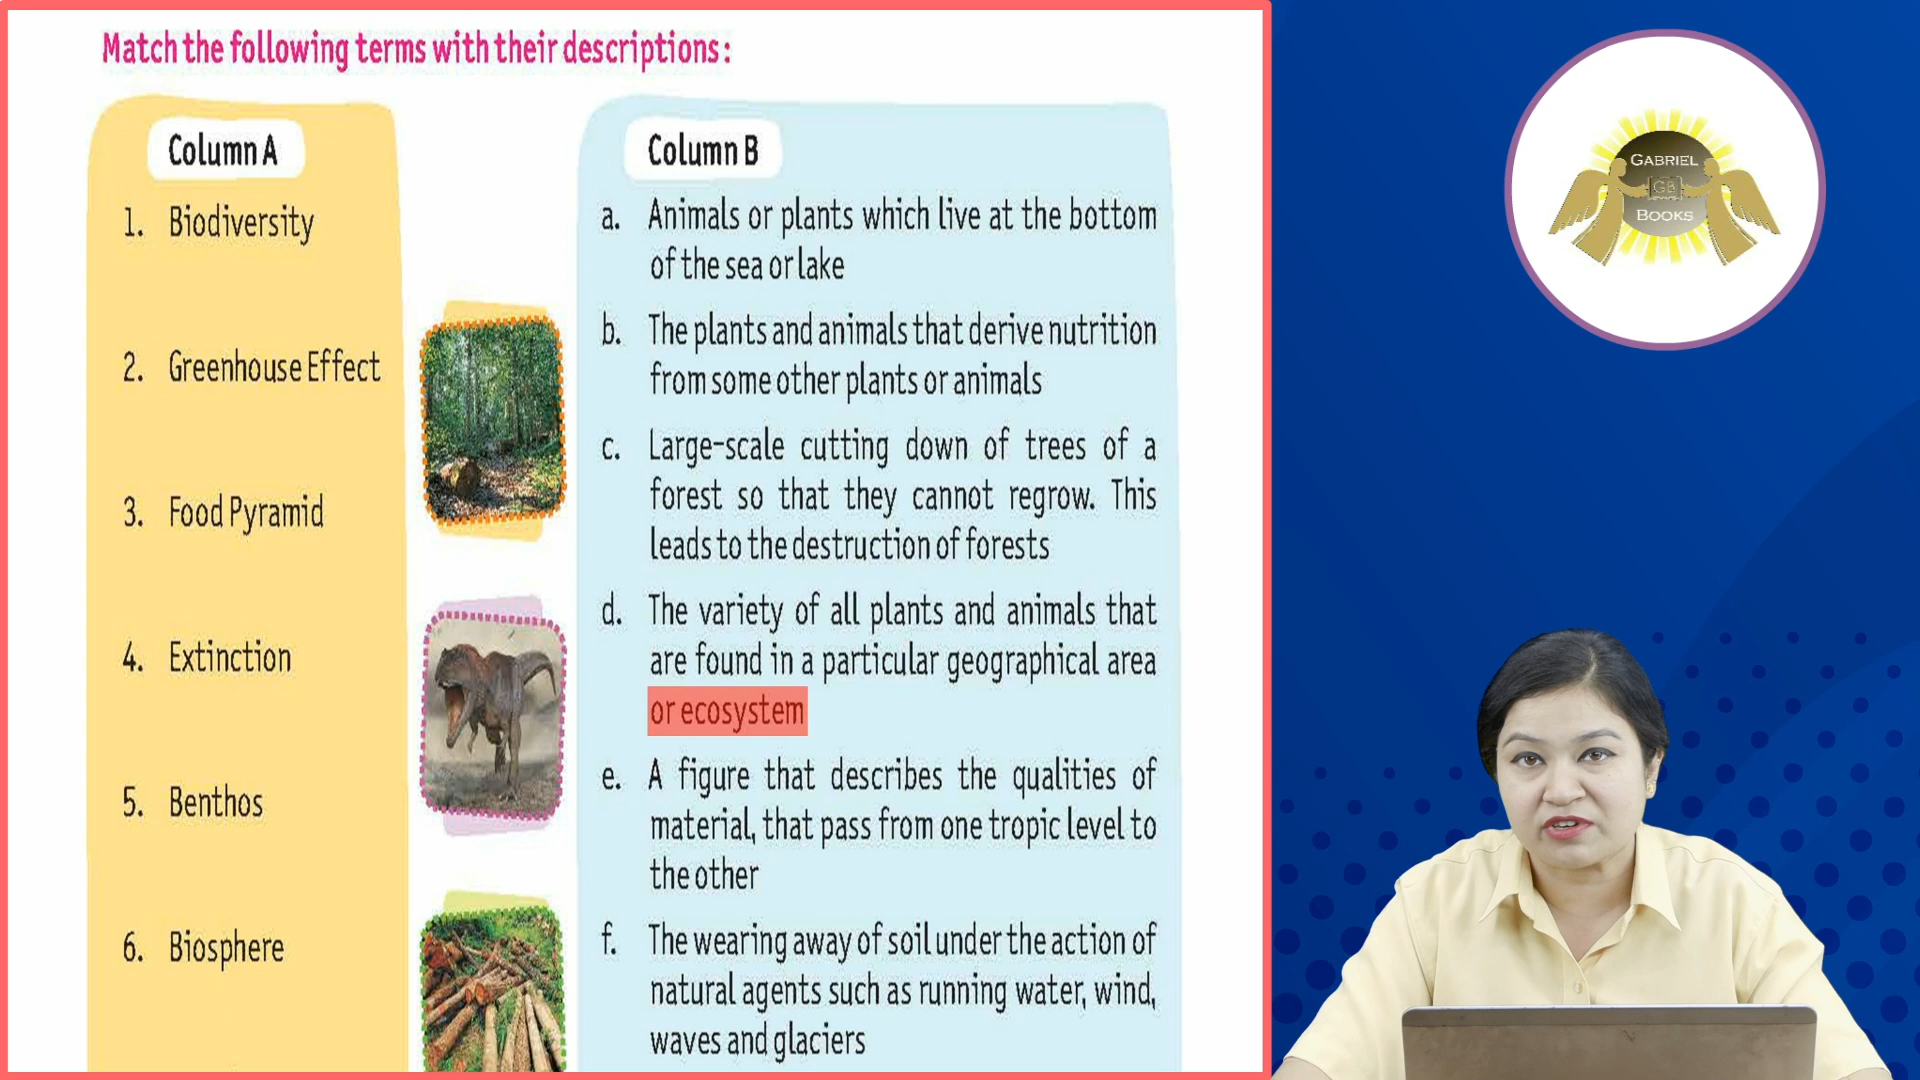 Match the following terms with their descriptions:
Column A
1. Biodiversity
2. Greenhouse Effect
3. Food Pyramid
4. Extinction
5. Benthos
6. Biosphere
Column B
a. Animals or plants which live at the bottom
of the sea or lake
b. The plants and animals that derive nutrition
from some other plants or animals
c. Large-scale cutting down of trees of a
forest so that they cannot regrow. This
leads to the destruction of forests
d. The variety of all plants and animals that
are found in a particular geographical area
or ecosystem
e. A figure that describes the qualities of
material, that pass from one tropic level to
the other
f. The wearing away of soil under the action of
natural agents such as running water, wind,
waves and glaciers
GABRIEL
GB
BOOKS